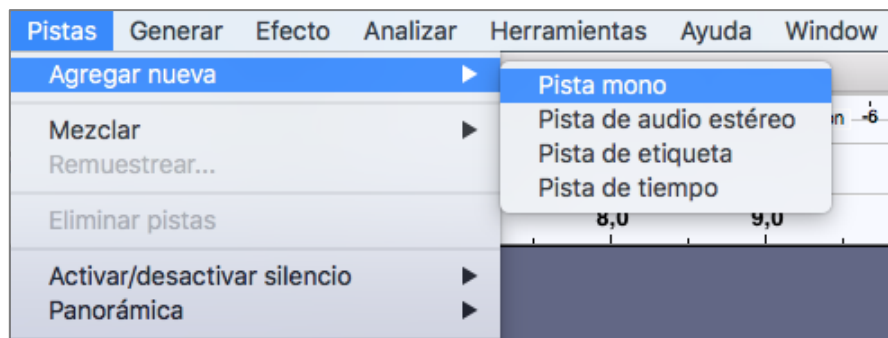 Pistas Generar Efecto Analizar Herramientas Ayuda Window
Agregar nueva
Pista mono
Pista de audio estéreo
-6
Pista de etiqueta
Pista de tiempo
Mezclar
Remuestrear...
Eliminar pistas
8,0 9,0
Activar/desactivar silencio
Panorámica